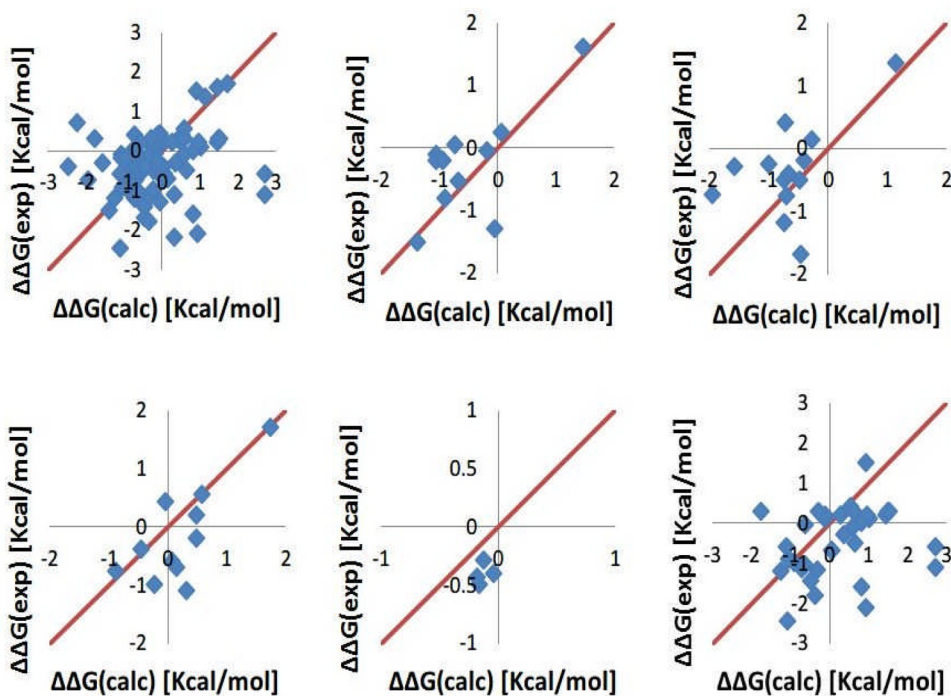 ΔΔG(exp) [Kcal/mol]
3
2
1
0
-3 -2 -1 0 1 2 3
-1
-2
-3
ΔΔG(calc) [Kcal/mol]
ΔΔG(exp) [Kcal/mol]
2
1
0
-2 -1 0 1 2
-1
-2
ΔΔG(calc) [Kcal/mol]
ΔΔG(exp) [Kcal/mol]
2
1
0
-2 -1 0 1 2
-1
-2
ΔΔG(calc) [Kcal/mol]
ΔΔG(exp) [Kcal/mol]
2
1
0
-2 -1 0 1 2
-1
-2
ΔΔG(calc) [Kcal/mol]
ΔΔG(exp) [Kcal/mol]
1
0.5
0
-1 0 1
-0.5
-1
ΔΔG(calc) [Kcal/mol]
ΔΔG(exp) [Kcal/mol]
3
2
1
0
-3 -2 -1 0 1 2 3
-1
-2
-3
ΔΔG(calc) [Kcal/mol]